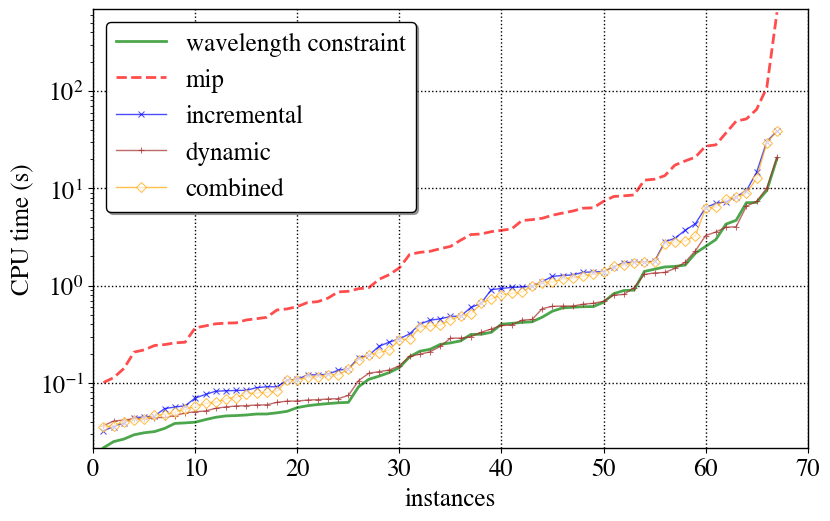 wavelength constraint
mip
incremental
dynamic
combined
CPU time (s)
10²
10¹
10⁰
10⁻¹
0 10 20 30 40 50 60 70
instances